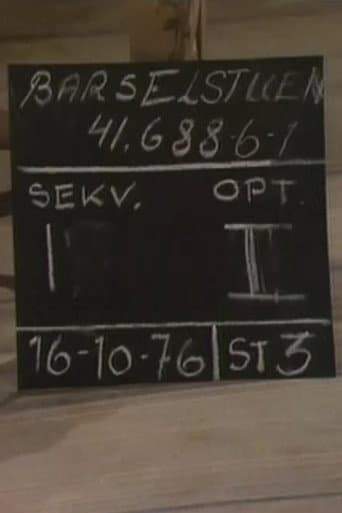 BARSELSTUEN
41.688-6-1
SEKV. OPT.
I II
16-10-76 ST 3